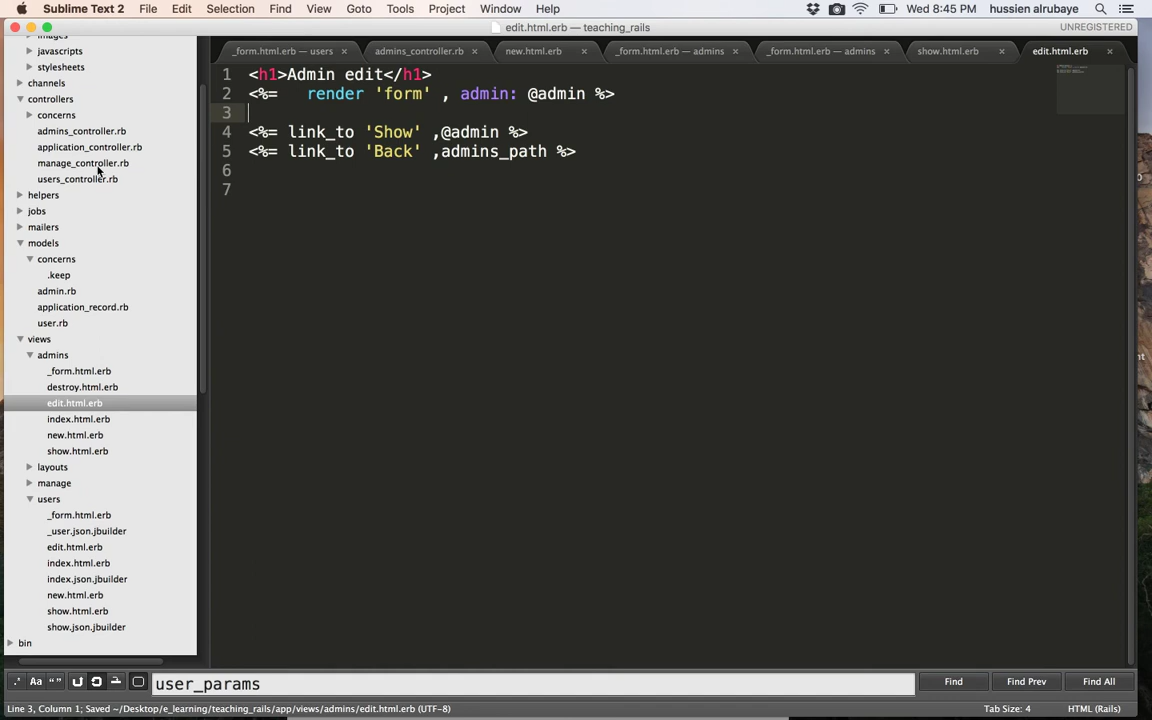 Sublime Text 2 File Edit Selection Find View Goto Tools Project Window Help Wed 8:45 PM hussien alrubaye
edit.html.erb — teaching_rails UNREGISTERED
_form.html.erb — users × admins_controller.rb × new.html.erb × _form.html.erb — admins × _form.html.erb — admins × show.html.erb × edit.html.erb ×
images
javascripts
stylesheets
channels
controllers
concerns
admins_controller.rb
application_controller.rb
manage_controller.rb
users_controller.rb
helpers
jobs
mailers
models
concerns
.keep
admin.rb
application_record.rb
user.rb
views
admins
_form.html.erb
destroy.html.erb
edit.html.erb
index.html.erb
new.html.erb
show.html.erb
layouts
manage
users
_form.html.erb
_user.json.jbuilder
edit.html.erb
index.html.erb
index.json.jbuilder
new.html.erb
show.html.erb
show.json.jbuilder
bin
1 <h1>Admin edit</h1>
2 <%=   render 'form' , admin: @admin %>
3
4 <%= link_to 'Show' ,@admin %>
5 <%= link_to 'Back' ,admins_path %>
6
7
.* Aa “” user_params Find Find Prev Find All
Line 3, Column 1; Saved ~/Desktop/e_learning/teaching_rails/app/views/admins/edit.html.erb (UTF-8) Tab Size: 4 HTML (Rails)